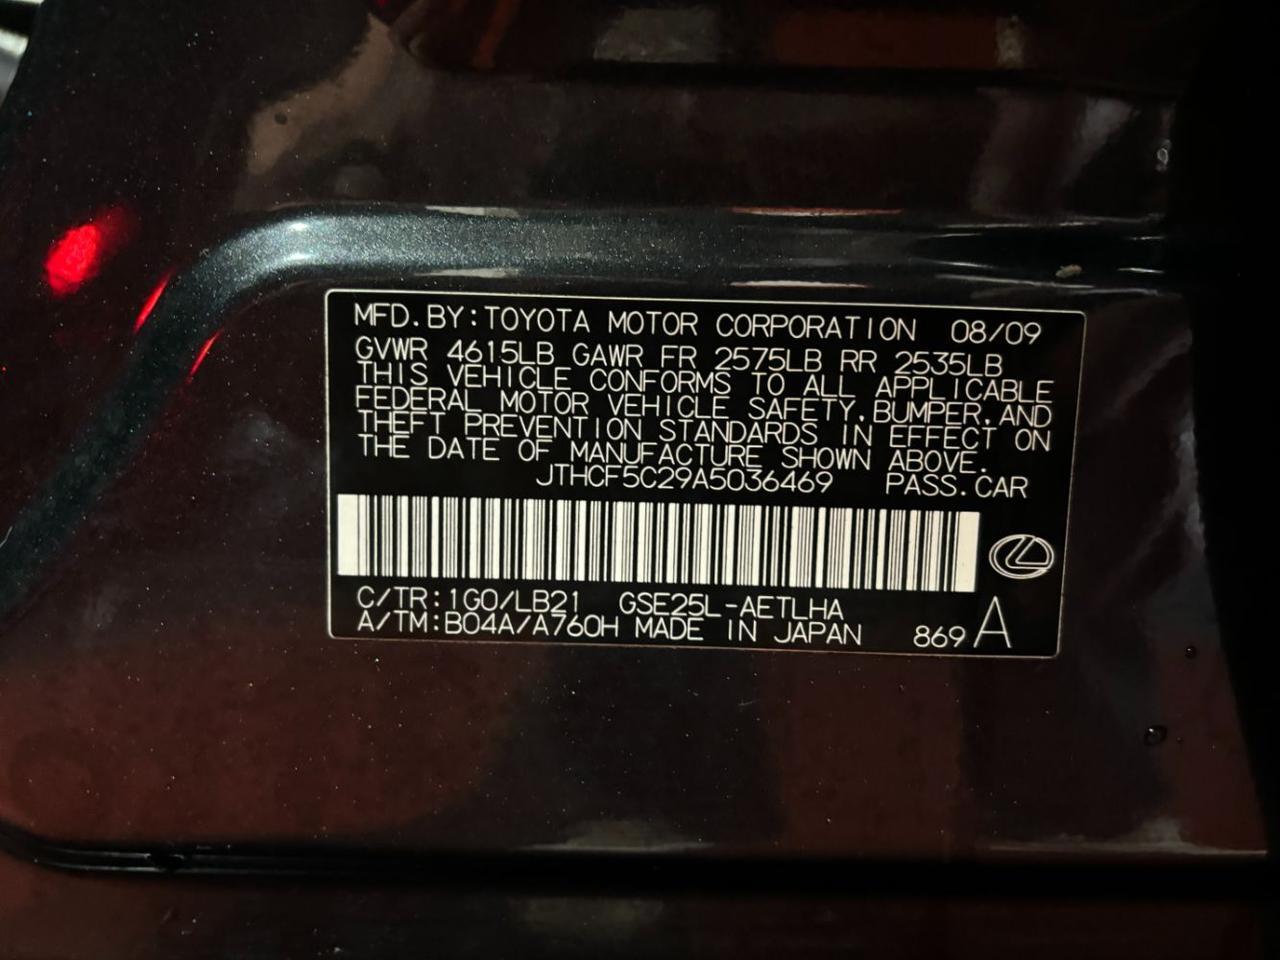 MFD.BY:TOYOTA MOTOR CORPORATION 08/09
GVWR 4615LB GAWR FR 2575LB RR 2535LB
THIS VEHICLE CONFORMS TO ALL APPLICABLE
FEDERAL MOTOR VEHICLE SAFETY,BUMPER,AND
THEFT PREVENTION STANDARDS IN EFFECT ON
THE DATE OF MANUFACTURE SHOWN ABOVE.
JTHCF5C29A5036469 PASS.CAR
C/TR:1G0/LB21 GSE25L-AETLHA
A/TM:B04A/A760H MADE IN JAPAN 869 A